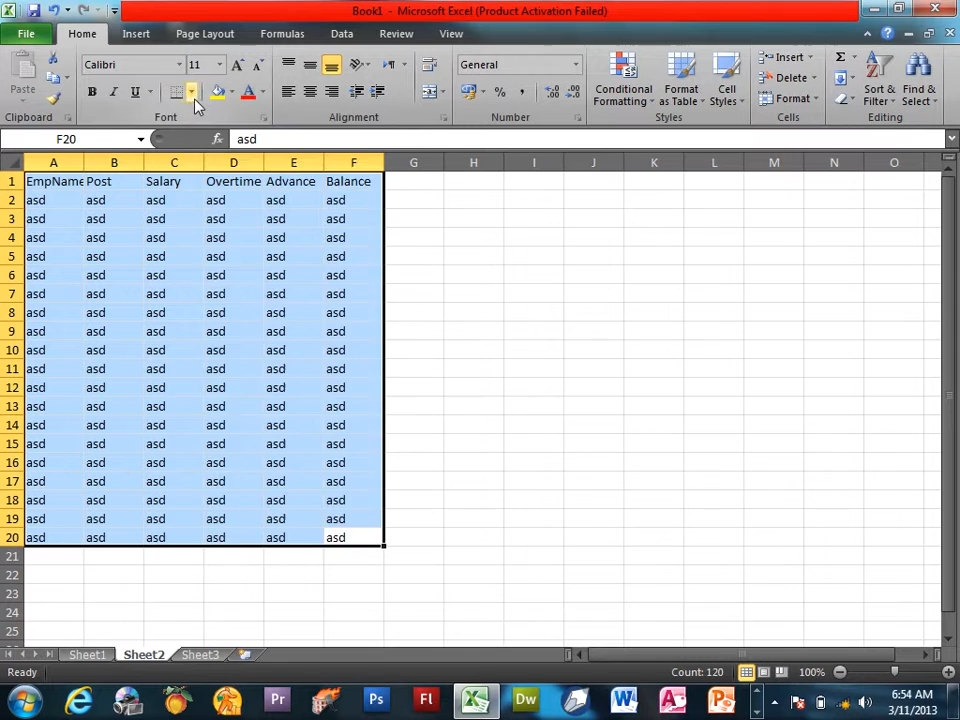 Book1 - Microsoft Excel (Product Activation Failed)
File Home Insert Page Layout Formulas Data Review View
Paste Calibri 11 B I U General % Conditional Formatting Format as Table Cell Styles Insert Delete Format Sort & Filter Find & Select
Clipboard Font Alignment Number Styles Cells Editing
F20 fx asd
A B C D E F G H I J K L M N O
1 EmpName Post Salary Overtime Advance Balance
2 asd asd asd asd asd asd
3 asd asd asd asd asd asd
4 asd asd asd asd asd asd
5 asd asd asd asd asd asd
6 asd asd asd asd asd asd
7 asd asd asd asd asd asd
8 asd asd asd asd asd asd
9 asd asd asd asd asd asd
10 asd asd asd asd asd asd
11 asd asd asd asd asd asd
12 asd asd asd asd asd asd
13 asd asd asd asd asd asd
14 asd asd asd asd asd asd
15 asd asd asd asd asd asd
16 asd asd asd asd asd asd
17 asd asd asd asd asd asd
18 asd asd asd asd asd asd
19 asd asd asd asd asd asd
20 asd asd asd asd asd asd
21
22
23
24
25
Sheet1 Sheet2 Sheet3
Ready Count: 120 100%
Pr Ps Fl Dw 6:54 AM
3/11/2013